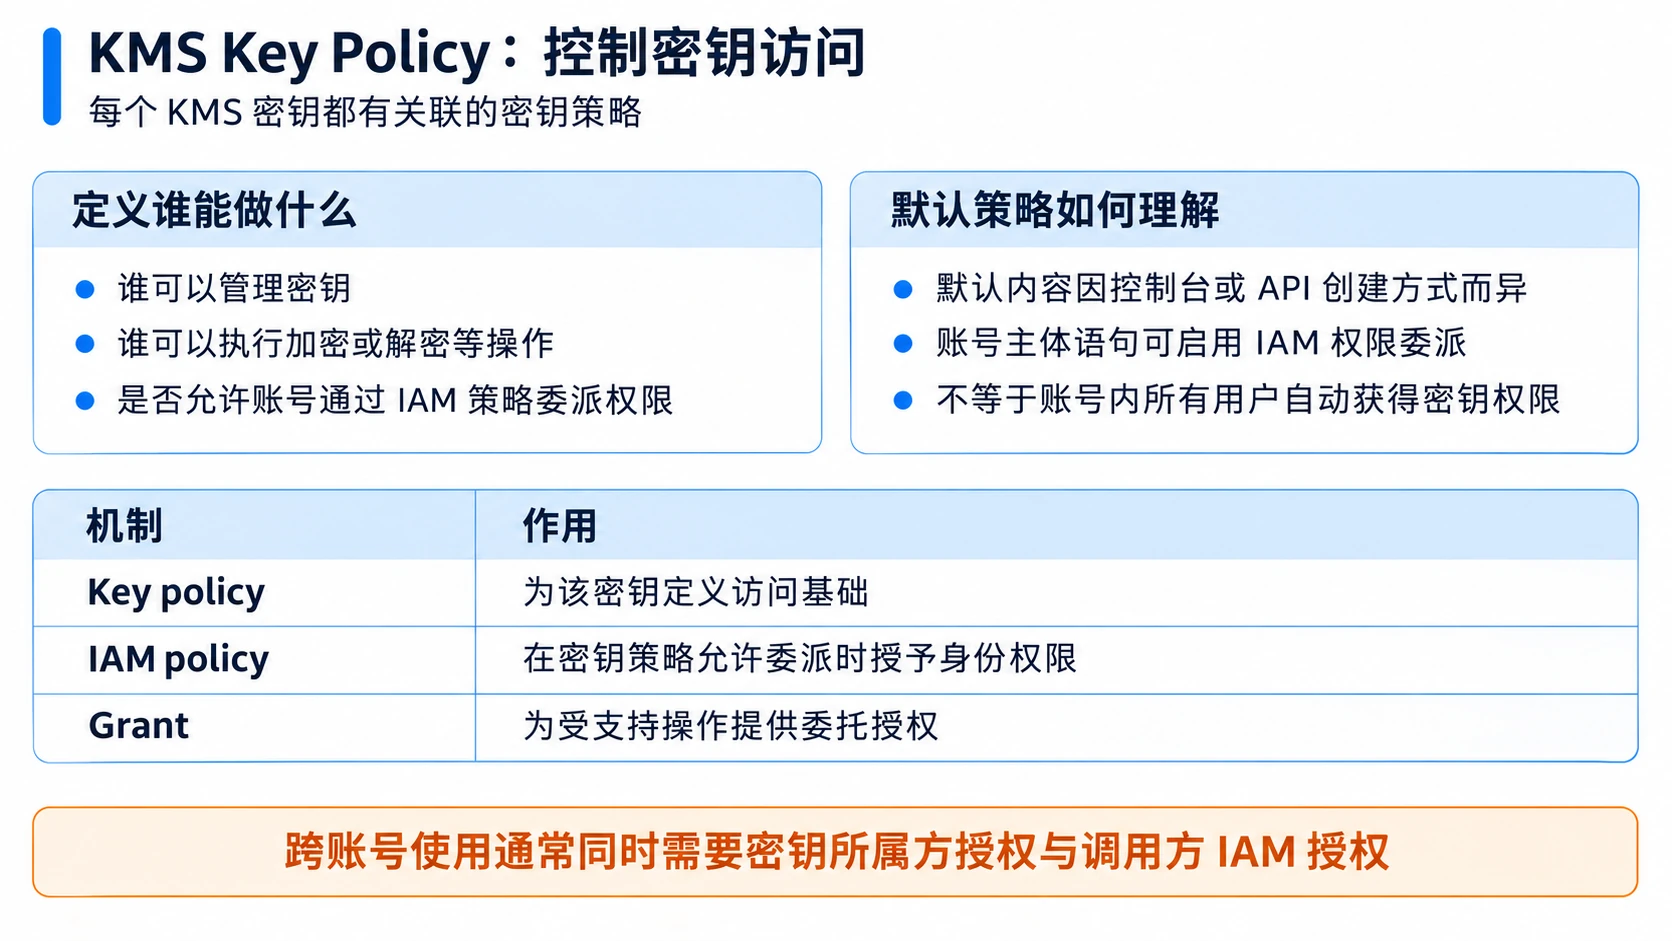 KMS Key Policy：控制密钥访问
每个 KMS 密钥都有关联的密钥策略
定义谁能做什么
谁可以管理密钥
谁可以执行加密或解密等操作
是否允许账号通过 IAM 策略委派权限
默认策略如何理解
默认内容因控制台或 API 创建方式而异
账号主体语句可启用 IAM 权限委派
不等于账号内所有用户自动获得密钥权限
机制 作用
Key policy 为该密钥定义访问基础
IAM policy 在密钥策略允许委派时授予身份权限
Grant 为受支持操作提供委托授权
跨账号使用通常同时需要密钥所属方授权与调用方 IAM 授权